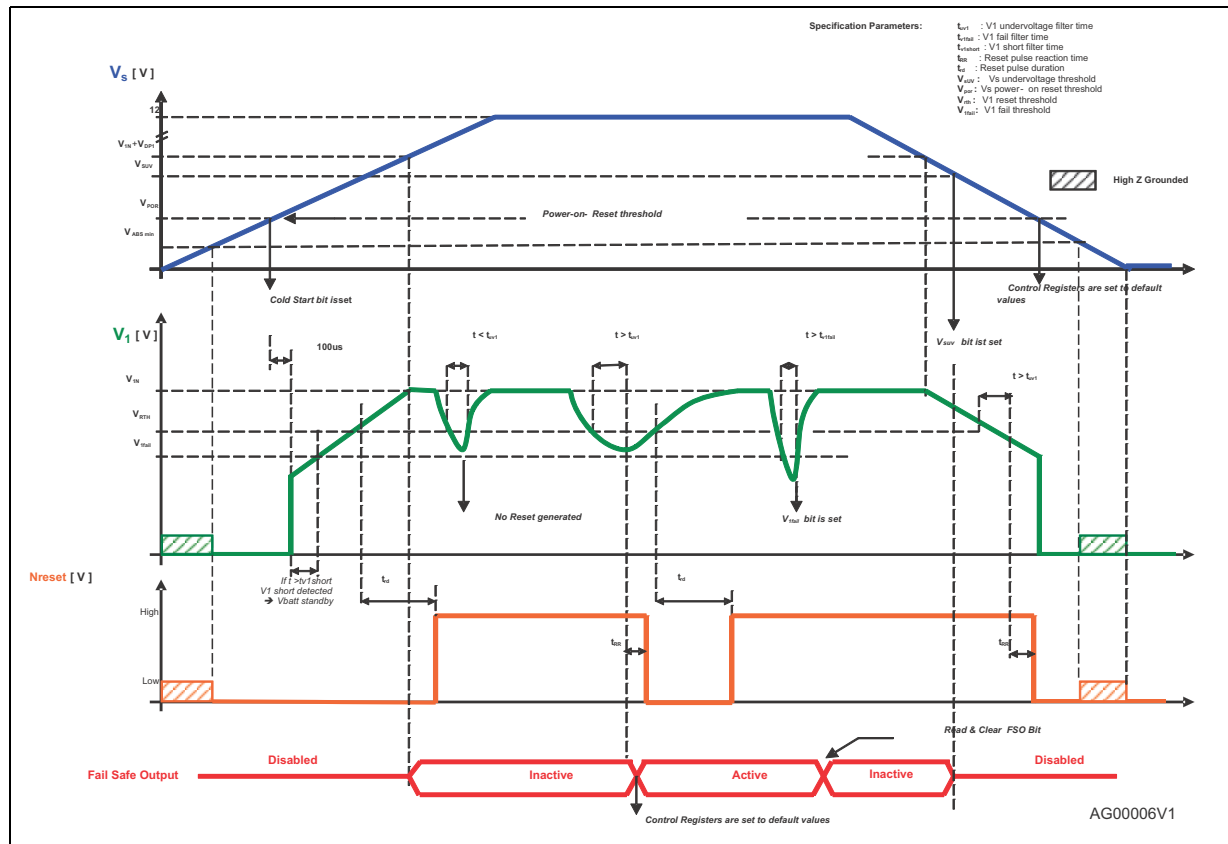 Specification Parameters:
tuv1 : V1 undervoltage filter time
tv1fail : V1 fail filter time
tv1short : V1 short filter time
tRR : Reset pulse reaction time
trd : Reset pulse duration
VsUV : Vs undervoltage threshold
Vpor : Vs power- on reset threshold
Vrth : V1 reset threshold
V1fail : V1 fail threshold
Vs [ V ]
12
V1N+VDP1
VSUV
VPOR
VABS min
High Z Grounded
Power-on- Reset threshold
Cold Start bit isset
Control Registers are set to default
values
V1 [ V ]
100us
t < tuv1
t > tuv1
t > tv1fail
VSUV bit ist set
t > tuv1
V1N
VRTH
V1fail
No Reset generated
V1fail bit is set
If t >tv1short
V1 short detected
➔ Vbatt standby
Nreset [ V ]
trd
trd
High
tRR
tRR
Low
Read & Clear FSO Bit
Fail Safe Output
Disabled
Inactive
Active
Inactive
Disabled
Control Registers are set to default values
AG00006V1